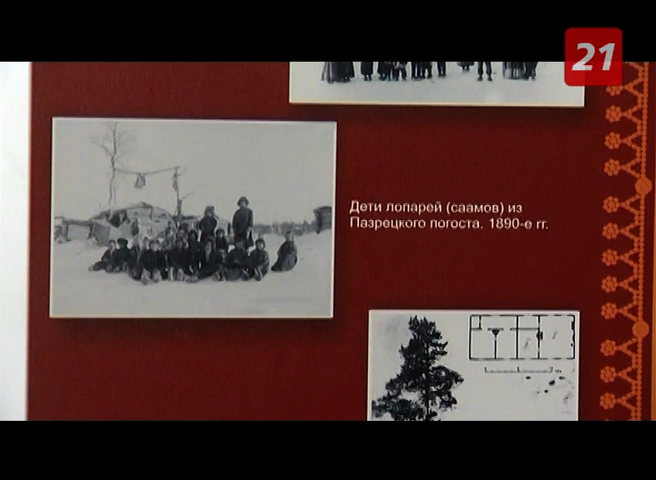 21
Дети лопарей (саамов) из
Пазрецкого погоста. 1890-е гг.